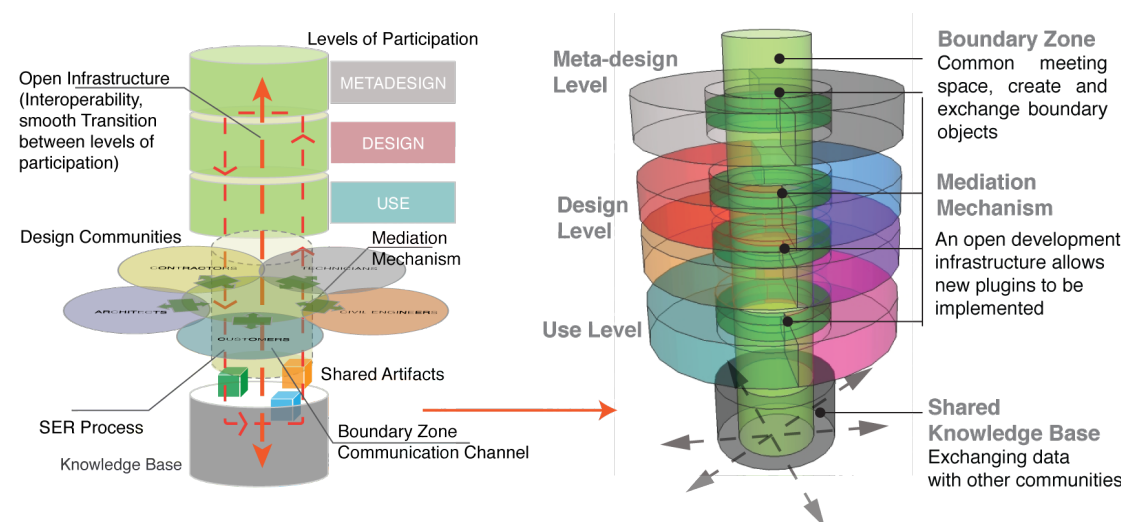 Levels of Participation
Open Infrastructure
(Interoperability,
smooth Transition
between levels of
participation)
METADESIGN
DESIGN
USE
Design Communities
Mediation
Mechanism
CONTRACTORS
TECHNICIANS
ARCHITECTS
CIVIL ENGINEERS
CUSTOMERS
Shared Artifacts
SER Process
Boundary Zone
Communication Channel
Knowledge Base
Meta-design
Level
Design
Level
Use Level
Boundary Zone
Common meeting
space, create and
exchange boundary
objects
Mediation
Mechanism
An open development
infrastructure allows
new plugins to be
implemented
Shared
Knowledge Base
Exchanging data
with other communities